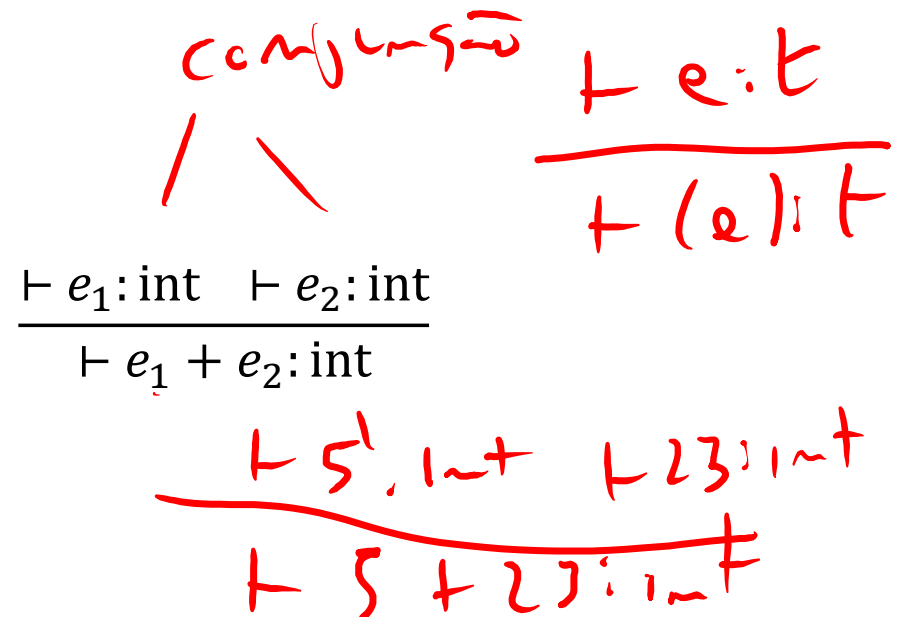 conjunção
⊢ e : t
⊢ (e) : t
⊢ e₁ : int ⊢ e₂ : int
⊢ e₁ + e₂ : int
⊢ 5 : int ⊢ 23 : int
⊢ 5 + 23 : int